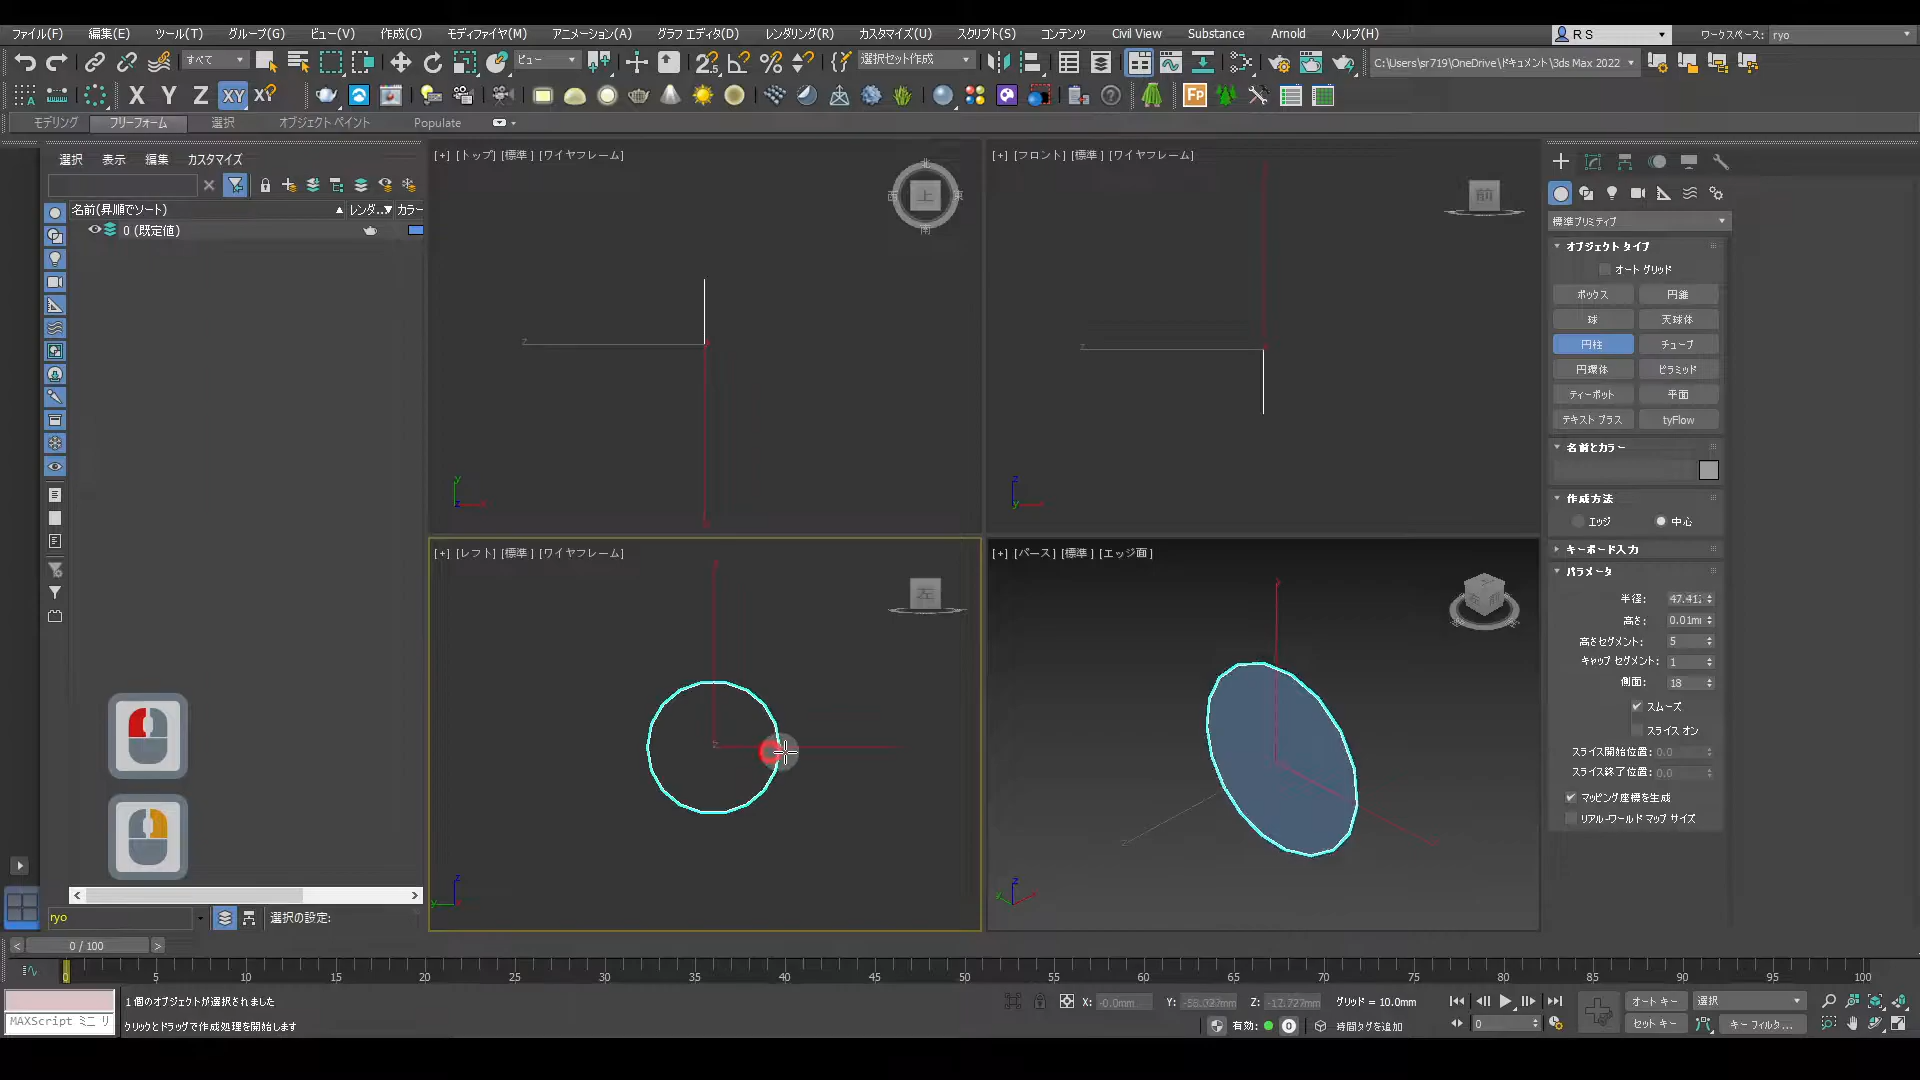 ファイル(F) 編集(E) ツール(T) グループ(G) ビュー(V) 作成(C) モディファイヤ(M) アニメーション(A) グラフ エディタ(D) レンダリング(R) カスタマイズ(U) スクリプト(S) コンテンツ Civil View Substance Arnold ヘルプ(H) R S ワークスペース: ryo
すべて ビュー 選択セット作成 C:\Users\sr719\OneDrive\ドキュメント\3ds Max 2022
X Y Z XY XY Fp
モデリング フリーフォーム 選択 オブジェクト ペイント Populate
選択 表示 編集 カスタマイズ
名前(昇順でソート) レンダ.. カラー
0 (既定値)
[+] [トップ] [標準] [ワイヤフレーム]
上
北
西
東
南
[+] [フロント] [標準] [ワイヤフレーム]
前
[+] [レフト] [標準] [ワイヤフレーム]
左
[+] [パース] [標準] [エッジ面]
標準プリミティブ
オブジェクト タイプ
オート グリッド
ボックス 円錐
球 天球体
円柱 チューブ
円環体 ピラミッド
ティーポット 平面
テキスト プラス tyFlow
名前とカラー
作成方法
エッジ 中心
キーボード入力
パラメータ
半径: 47.41
高さ: 0.01m
高さセグメント: 5
キャップ セグメント: 1
側面: 18
スムーズ
スライス オン
スライス開始位置: 0.0
スライス終了位置: 0.0
マッピング座標を生成
リアル-ワールド マップ サイズ
ryo 選択の設定:
0 / 100
0 5 10 15 20 25 30 35 40 45 50 55 60 65 70 75 80 85 90 95 100
1 個のオブジェクトが選択されました
MAXScript ミニ リ
クリックとドラッグで作成処理を開始します
X: -0.0mm Y: -58.027mm Z: -17.727mm グリッド = 10.0mm
有効: 時間タグを追加
0
オート キー 選択
セット キー キー フィルタ...